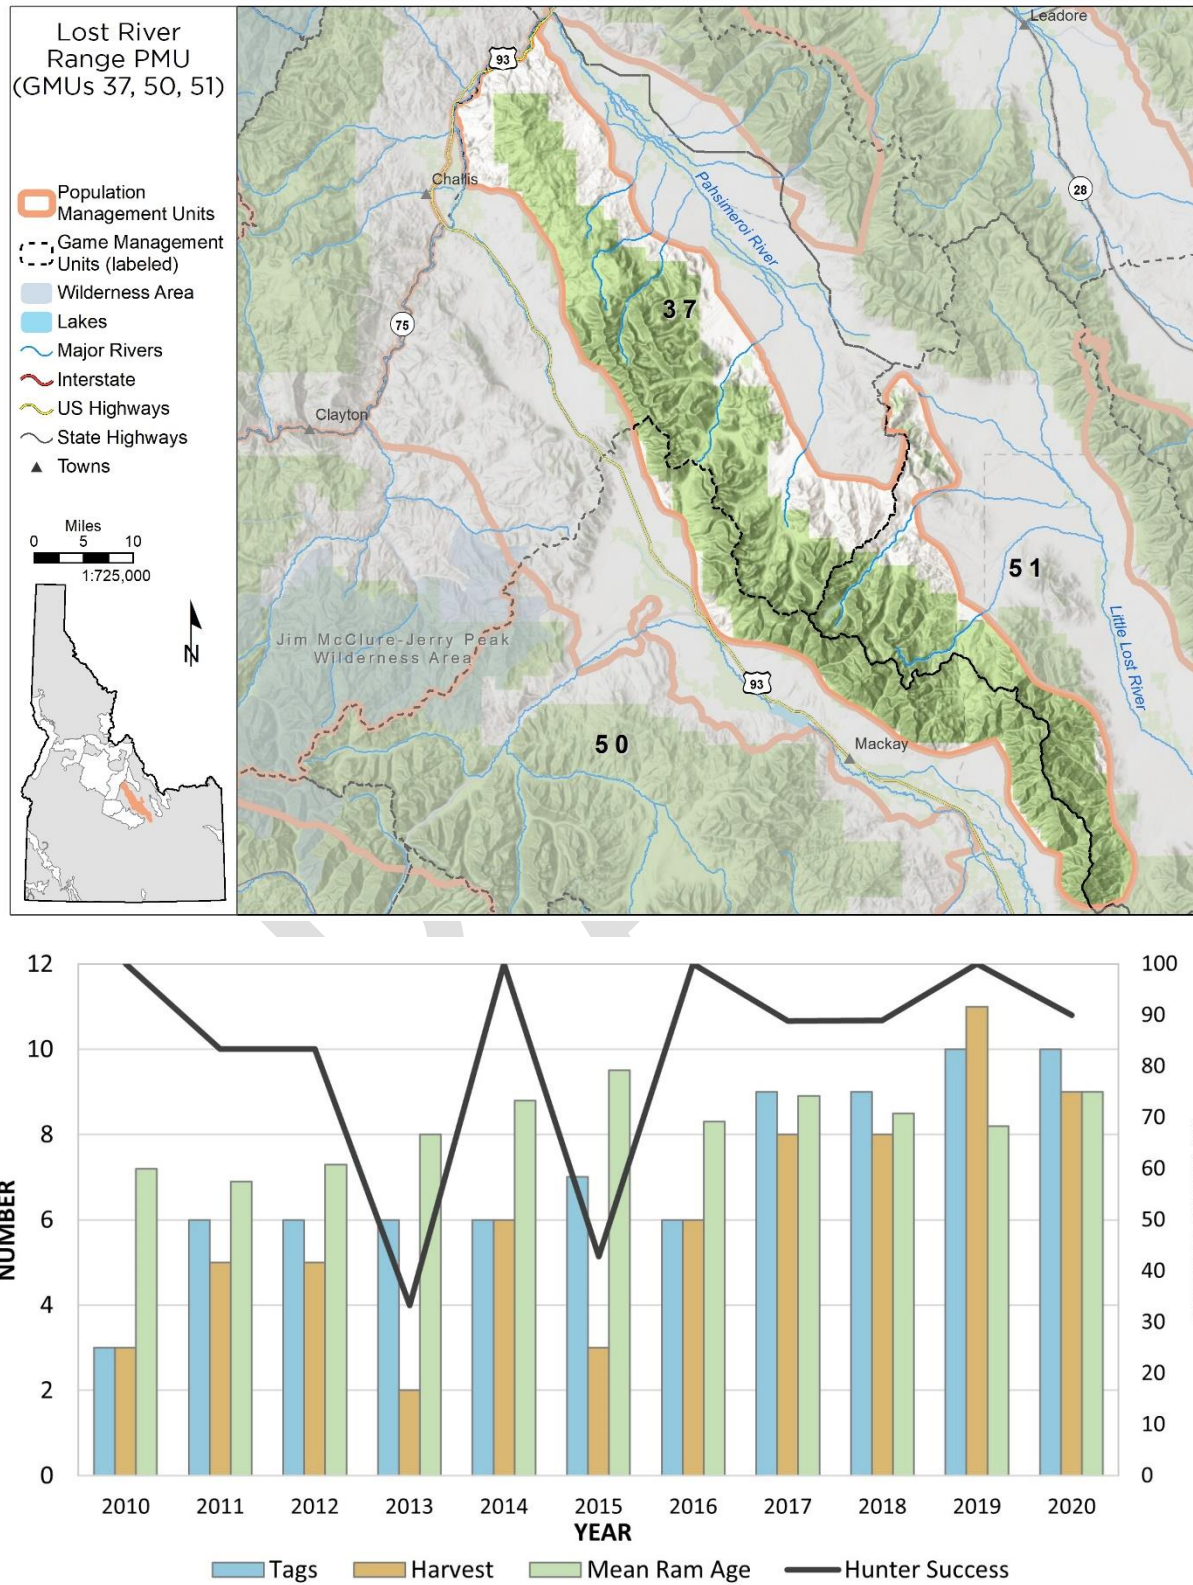 Lost River
Range PMU
(GMUs 37, 50, 51)
Population
Management Units
Game Management
Units (labeled)
Wilderness Area
Lakes
Major Rivers
Interstate
US Highways
State Highways
Towns
Miles
0 5 10
1:725,000
N
93
Leadore
Challis
28
Pahsimeroi River
37
75
Clayton
51
Jim McClure-Jerry Peak
Wilderness Area
Little Lost River
93
50
Mackay
12
10
8
6
4
2
0
NUMBER
100
90
80
70
60
50
40
30
20
10
0
2010 2011 2012 2013 2014 2015 2016 2017 2018 2019 2020
YEAR
Tags Harvest Mean Ram Age Hunter Success